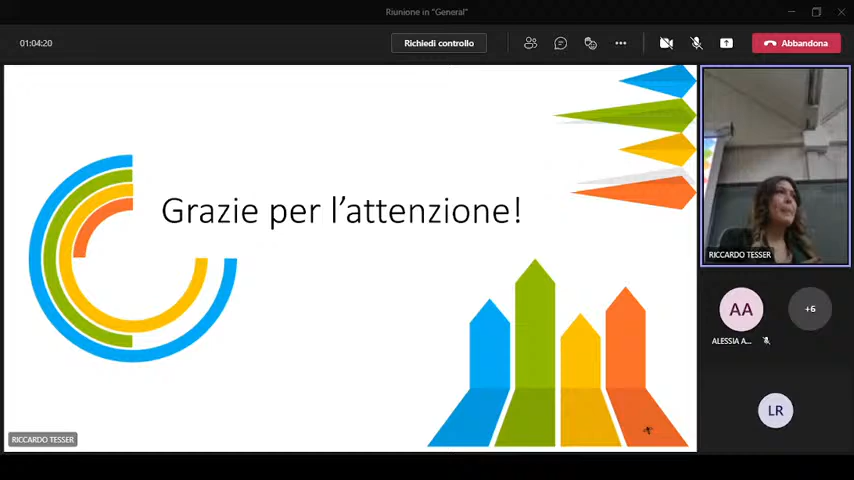 Riunione in "General"
01:04:20
Richiedi controllo
Abbandona
Grazie per l'attenzione!
RICCARDO TESSER
RICCARDO TESSER
AA
+6
ALESSIA A...
LR